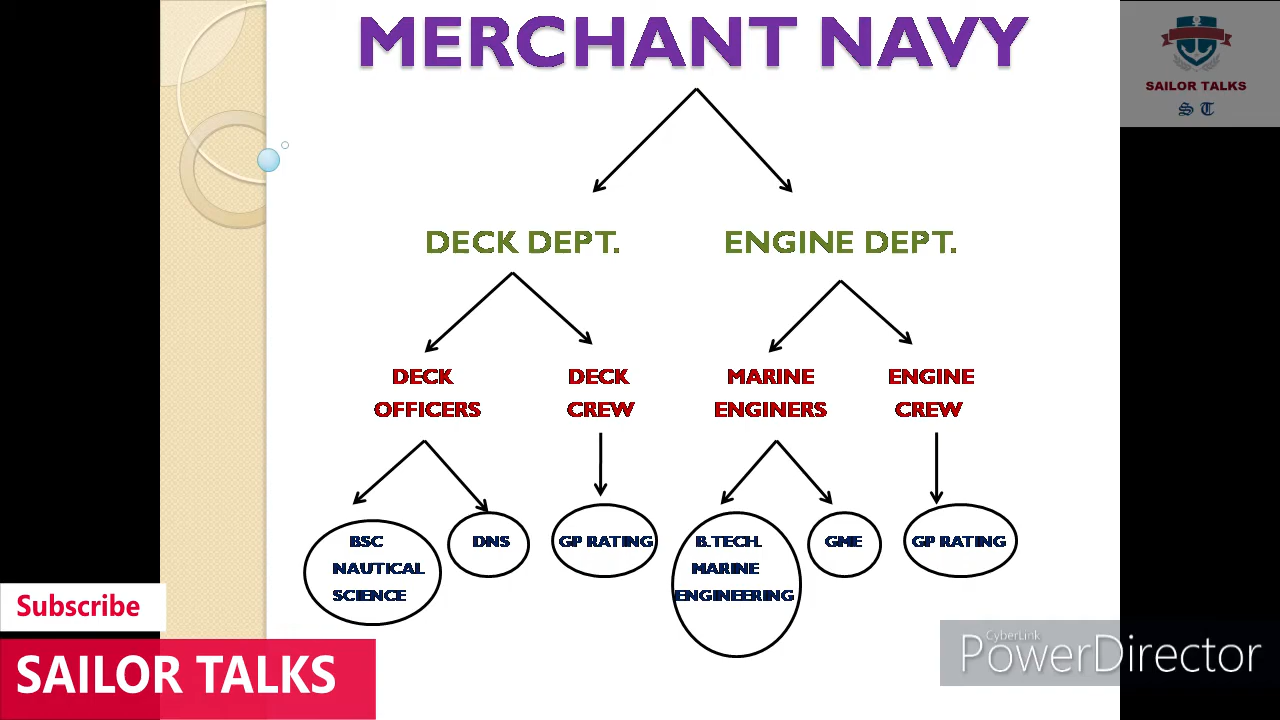 MERCHANT NAVY
SAILOR TALKS
S T
DECK DEPT.
ENGINE DEPT.
DECK
OFFICERS
DECK
CREW
MARINE
ENGINERS
ENGINE
CREW
BSC
NAUTICAL
SCIENCE
DNS
GP RATING
B.TECH.
MARINE
ENGINEERING
GME
GP RATING
Subscribe
SAILOR TALKS
CyberLink
PowerDirector